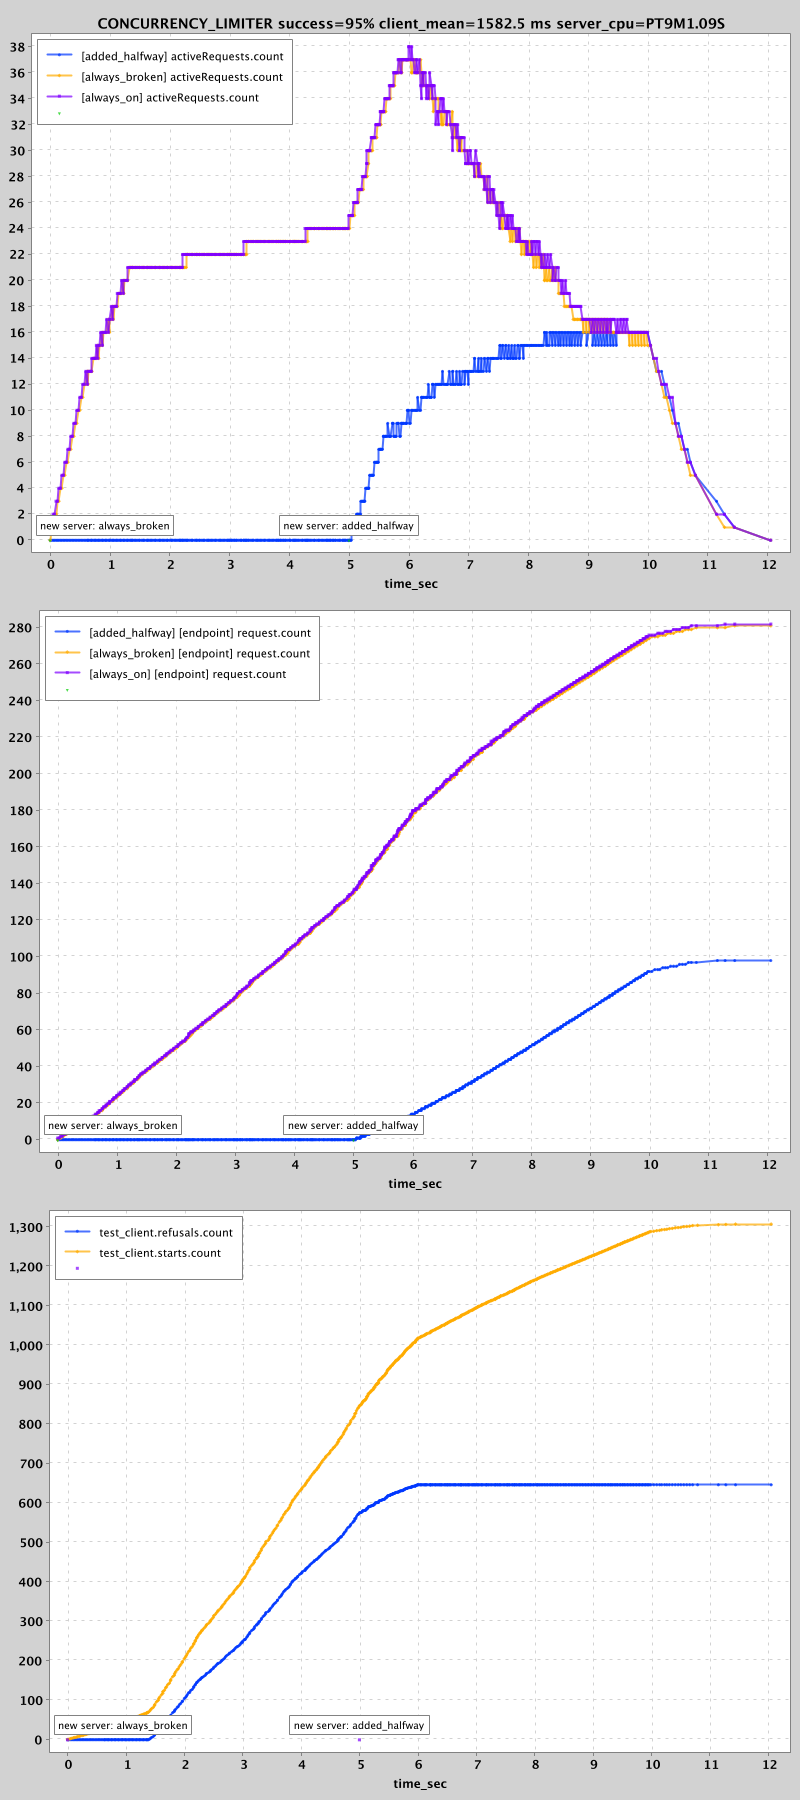 CONCURRENCY_LIMITER success=95% client_mean=1582.5 ms server_cpu=PT9M1.09S
[added_halfway] activeRequests.count
[always_broken] activeRequests.count
[always_on] activeRequests.count
38
36
34
32
30
28
26
24
22
20
18
16
14
12
10
8
6
4
2
0
new server: always_broken
new server: added_halfway
0 1 2 3 4 5 6 7 8 9 10 11 12
time_sec
[added_halfway] [endpoint] request.count
[always_broken] [endpoint] request.count
[always_on] [endpoint] request.count
280
260
240
220
200
180
160
140
120
100
80
60
40
20
0
new server: always_broken
new server: added_halfway
0 1 2 3 4 5 6 7 8 9 10 11 12
time_sec
test_client.refusals.count
test_client.starts.count
1,300
1,200
1,100
1,000
900
800
700
600
500
400
300
200
100
0
new server: always_broken
new server: added_halfway
0 1 2 3 4 5 6 7 8 9 10 11 12
time_sec